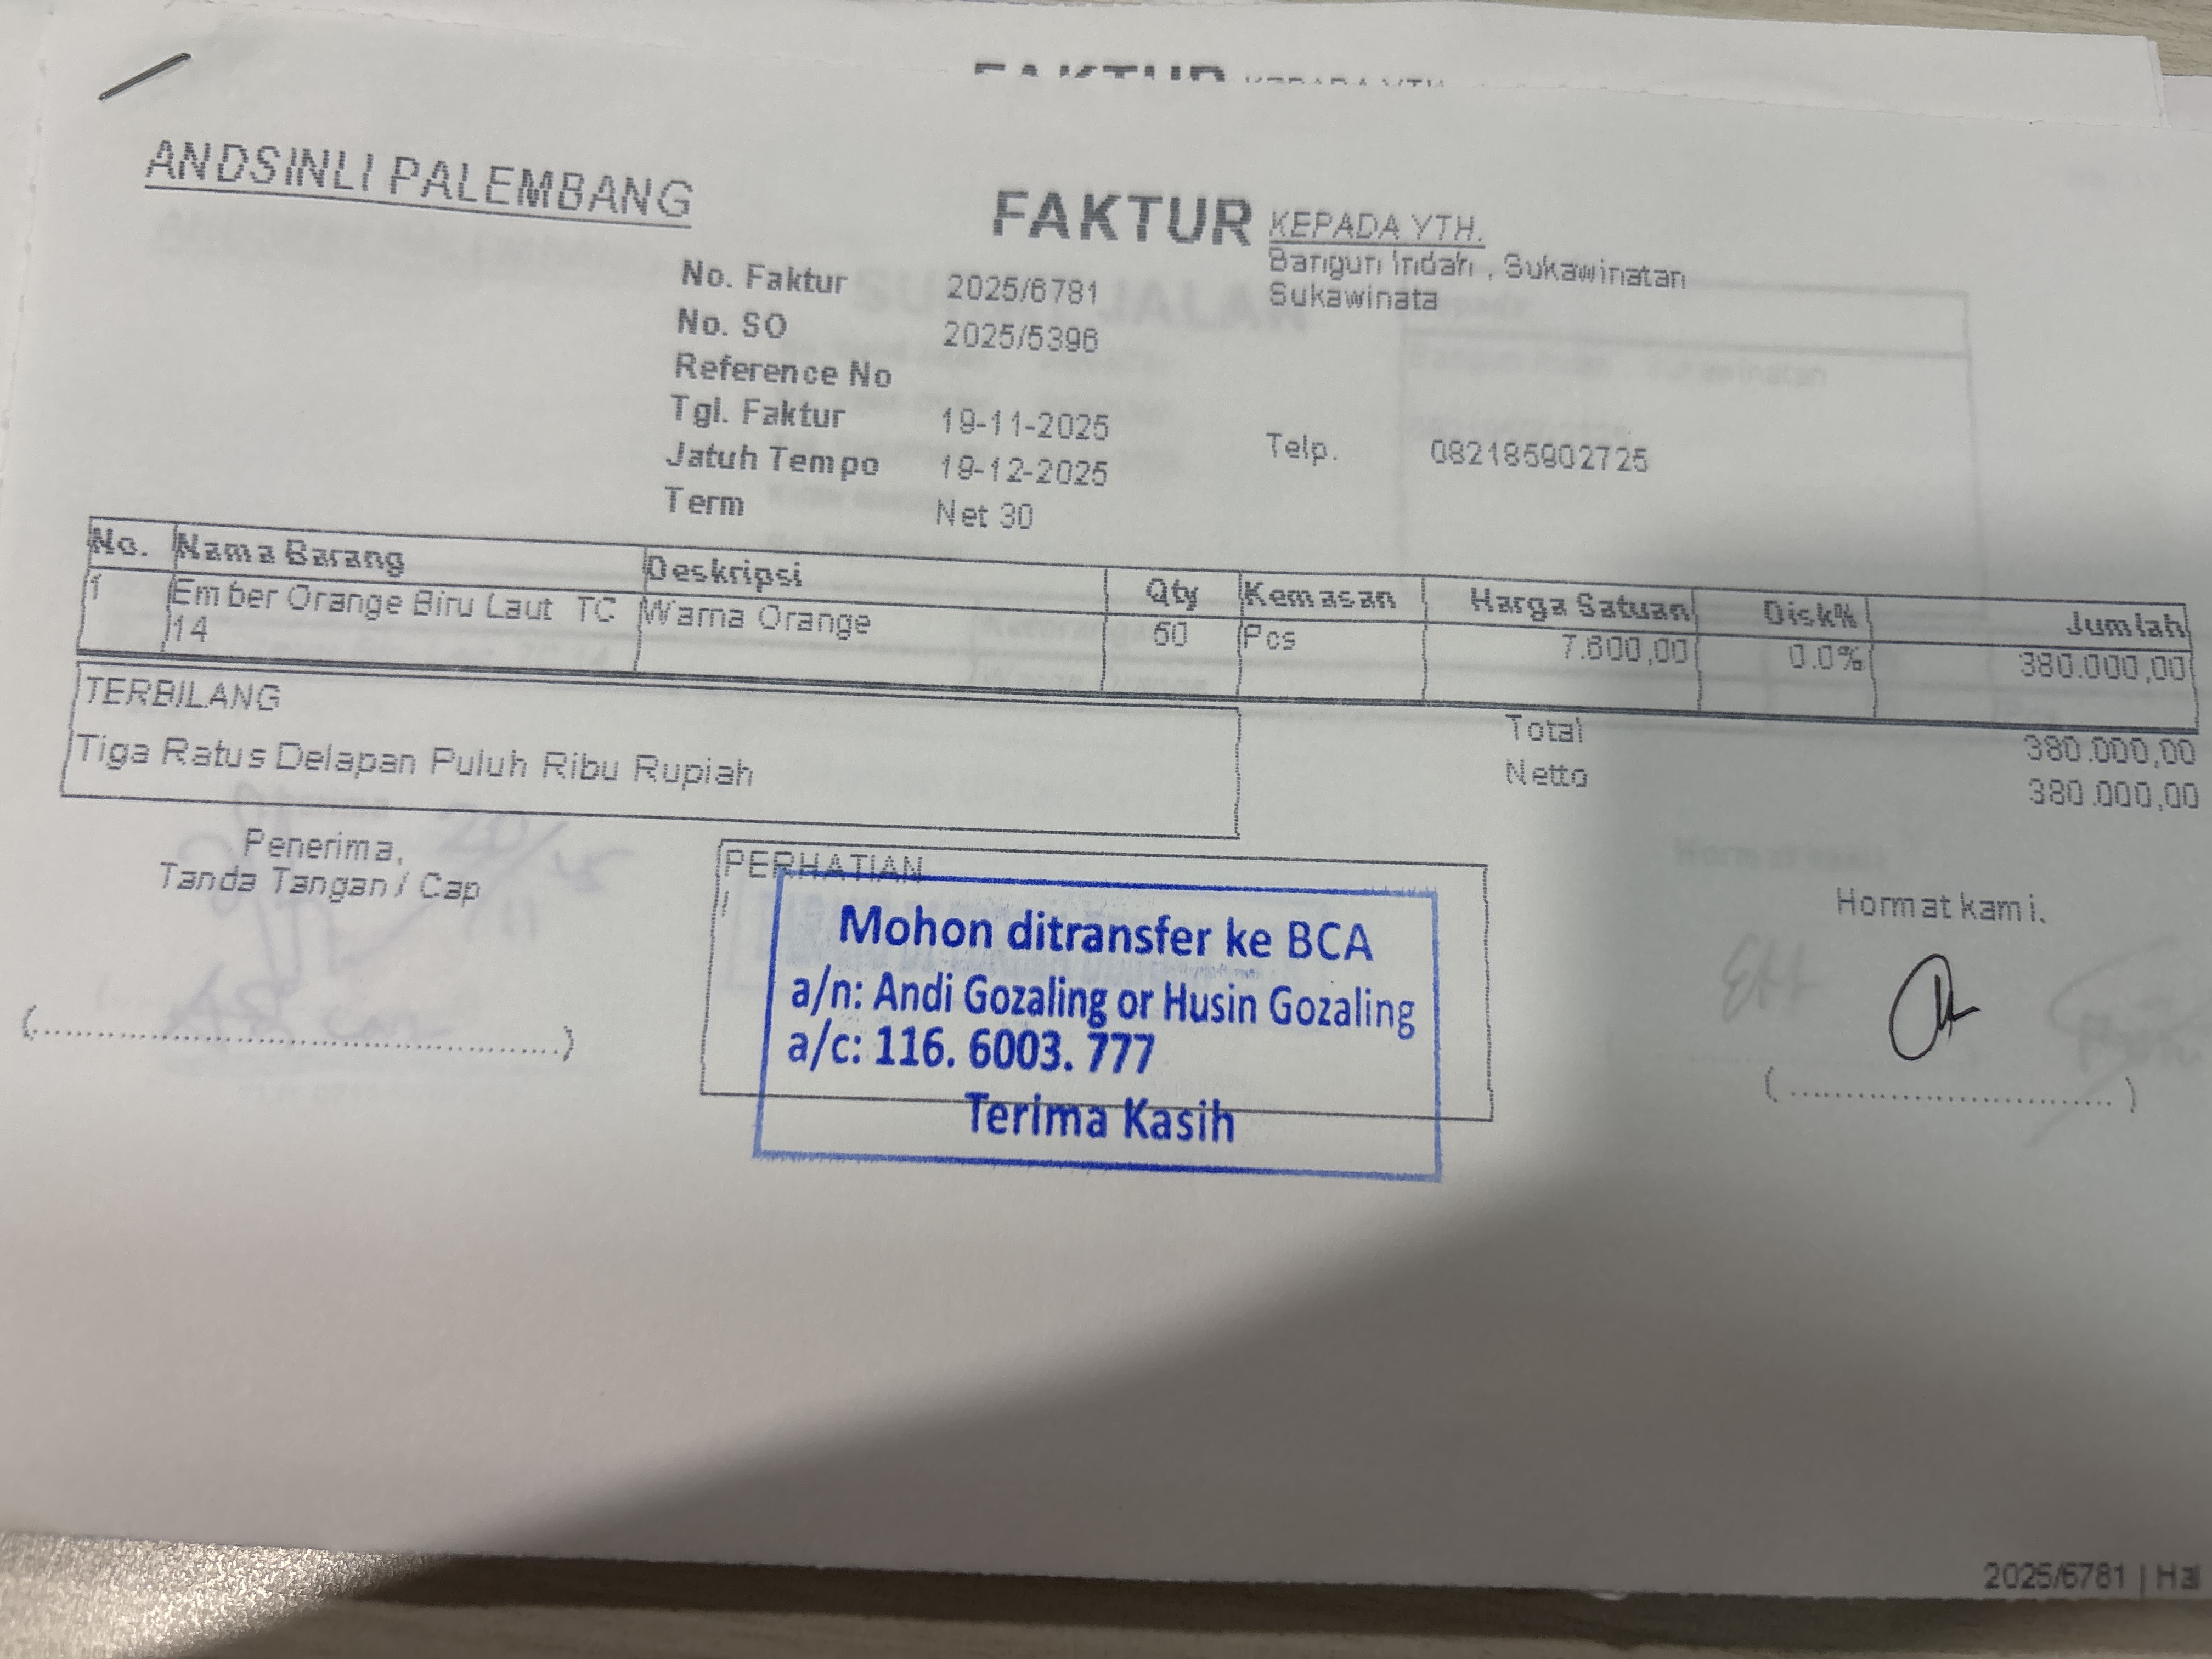 FAKTUR KEPADA YTH.
ANDSINLI PALEMBANG
FAKTUR
KEPADA YTH.
Bangun Indah , Sukawinatan
Sukawinata
No. Faktur 2025/6781
No. SO 2025/5396
Reference No
Tgl. Faktur 19-11-2025
Jatuh Tempo 19-12-2025
Term Net 30
Telp. 082185902725
No. Nama Barang Deskripsi Qty Kemasan Harga Satuan Disk% Jumlah
1 Ember Orange Biru Laut TC Warna Orange 50 Pcs 7.600,00 0.0% 380.000,00
14
TERBILANG
Tiga Ratus Delapan Puluh Ribu Rupiah
Total 380.000,00
Netto 380.000,00
Penerima,
Tanda Tangan / Cap
(........................................................)
PERHATIAN
Mohon ditransfer ke BCA
a/n: Andi Gozaling or Husin Gozaling
a/c: 116. 6003. 777
Terima Kasih
Hormat kami,
( .................................. )
2025/6781 | Hal